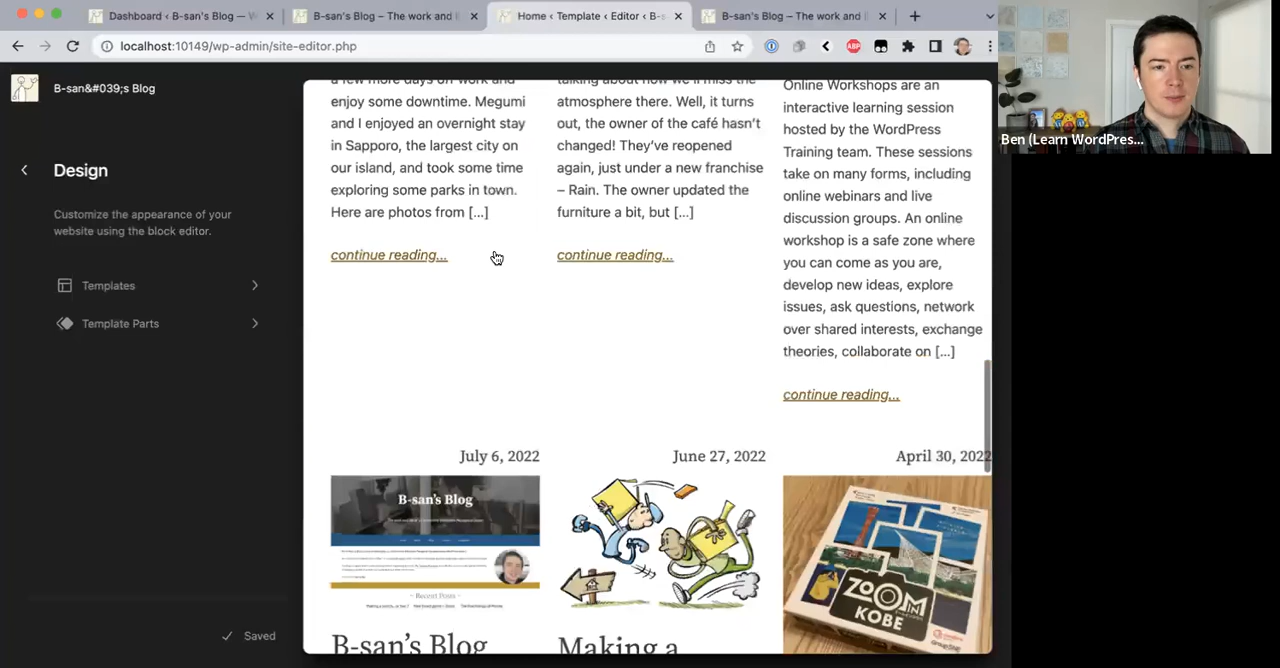 Dashboard ‹ B-san's Blog — W
B-san's Blog – The work and l
Home ‹ Template ‹ Editor ‹ B-s
B-san's Blog – The work and l
localhost:10149/wp-admin/site-editor.php
ABP
B-san&#039;s Blog
Design
Customize the appearance of your
website using the block editor.
Templates
Template Parts
Saved
a few more days off work and
enjoy some downtime. Megumi
and I enjoyed an overnight stay
in Sapporo, the largest city on
our island, and took some time
exploring some parks in town.
Here are photos from […]
continue reading…
talking about how we'll miss the
atmosphere there. Well, it turns
out, the owner of the café hasn't
changed! They've reopened
again, just under a new franchise
– Rain. The owner updated the
furniture a bit, but […]
continue reading…
Online Workshops are an
interactive learning session
hosted by the WordPress
Training team. These sessions
take on many forms, including
online webinars and live
discussion groups. An online
workshop is a safe zone where
you can come as you are,
develop new ideas, explore
issues, ask questions, network
over shared interests, exchange
theories, collaborate on […]
continue reading…
July 6, 2022
B-san's Blog
~ Recent Posts ~
B-san's Blog
June 27, 2022
Making a
April 30, 2022
ZOOM
IN
KOBE
Ben (Learn WordPres...